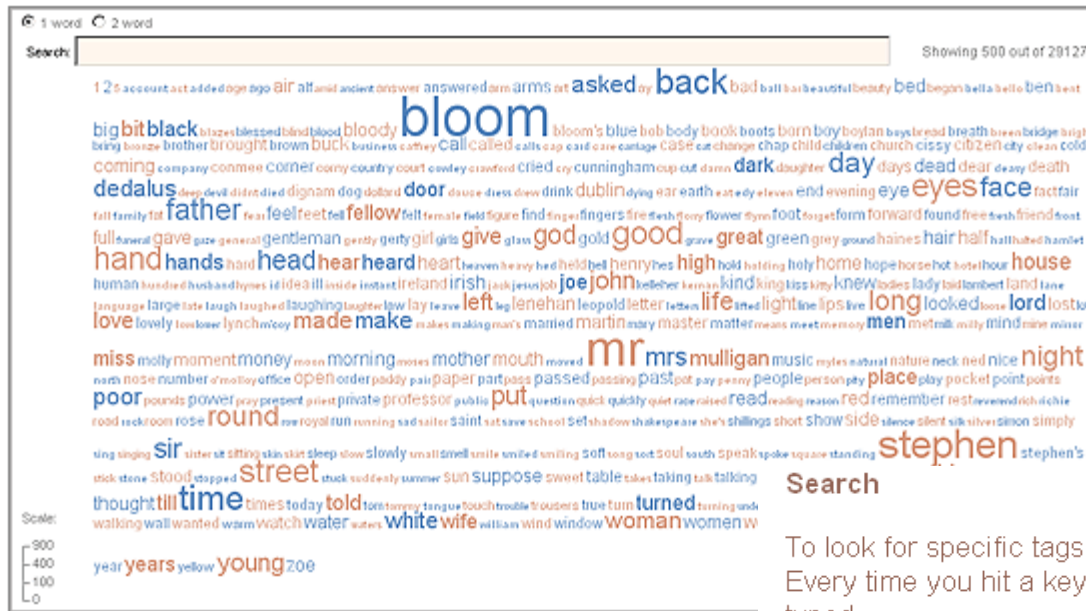 1 word 2 word
Search: Showing 500 out of 29127
1 2 5 account act added age ago air alf amid ancient answer answered arm arms art asked ay back bad ball bar beautiful beauty bed began bella bello ben bent
big bit black blazes blessed blind blood bloody bloom bloom's blue bob body book boots born boy boylan boys bread breath breen bridge
bring bronze brother brought brown buck business caffrey call called calls cap card care carriage case cat change chap child children church cissy citizen city clean cold
coming company conmee corner corny country court cowley crawford cried cry cunningham cup cut damn dark daughter day days dead dear death
dedalus deep devil didnt died dignam dog dollard door douce dress drew drink dublin dying ear earth eat edy eleven end evening eye eyes face fact fair
fall family fat father fear feel feet fell fellow felt female field figure find finger fingers fire flesh florry flower flynn foot forget form forward found free fresh friend front
full funeral gave gaze general gentleman gently gerty girl girls give glass god gold good grave great green grey ground haines hair half hall halted hamlet
hand hands hard head hear heard heart heaven heavy hed held bell henry hes high hold holding holy home hope horse hot hotel hour house
human hundred husband hynes id idea ill inside instant ireland irish jack jesus job joe john kelleher kernan kind king kiss kitty knew ladies lady laid lambert land lane
language large late laugh laughed laughing laughter law lay leave left leg lenehan leopold letter letters life lifted light line lips live long looked loose lord lost
love lovely low lower lynch m'coy made make makes making man's married martin mary master matter means meet memory men met milk milly mind mine minor
miss molly moment money moon morning moses mother mouth moved mr mrs mulligan music myles natural nature neck ned nice night
north nose number o'molloy office open order paddy pair paper part pass passed passing past pat pay penny people person pity place play pocket point points
poor pounds power pray present priest private professor public put question quick quickly quiet rate raised read reading reason red remember rest reverend rich richie
road rock room rose round row royal run running sad sailor saint sat save school set shadow shakespeare she's shillings short show side silence silent silk silver simon simply
sing singing sir sister sit sitting skin skirt sleep slow slowly small smell smile smiled smiling soft song sort soul south speak spoke square standing stephen stephen's
stick stone stood stopped street stuck suddenly summer sun suppose sweet table takes taking talk talking
thought till time times today told tom tommy tongue touch trouble trousers true turn turned turning
walking wall wanted warm watch water waters white wife william wind window woman women
year years yellow young zoe
Scale:
900
400
100
0
Search
To look for specific tags
Every time you hit a key
typed